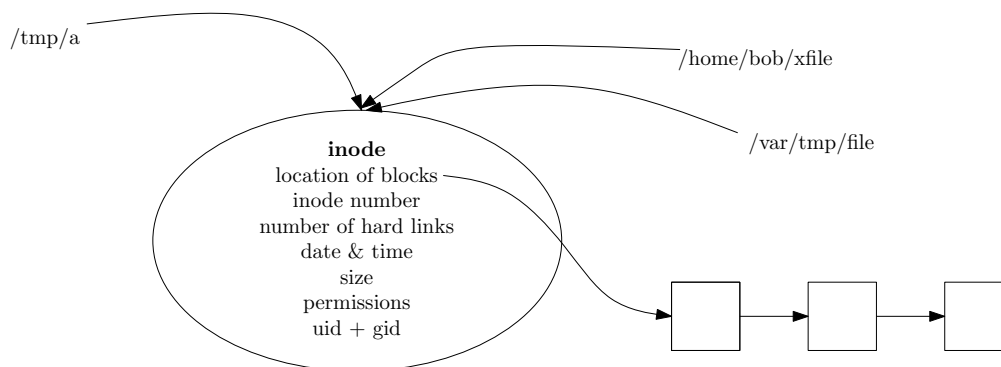 /tmp/a
/home/bob/xfile
/var/tmp/file
inode
location of blocks
inode number
number of hard links
date & time
size
permissions
uid + gid